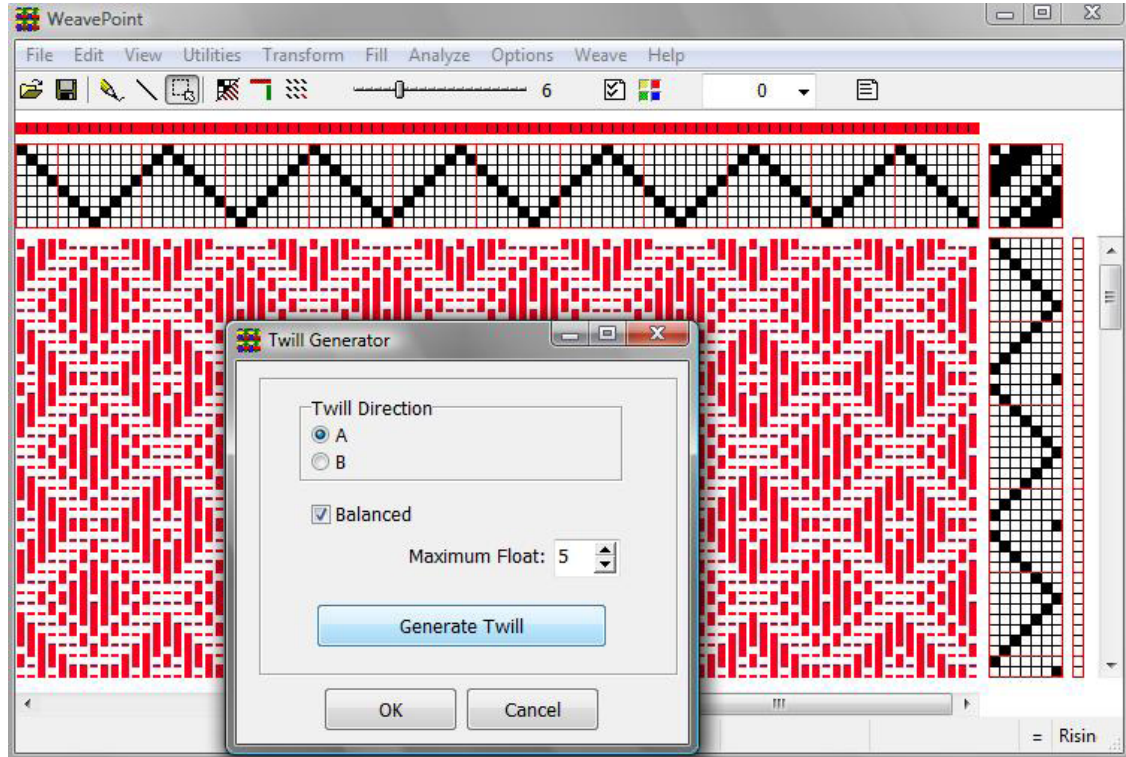 WeavePoint
File Edit View Utilities Transform Fill Analyze Options Weave Help
6 0
Twill Generator
Twill Direction
A
B
Balanced
Maximum Float: 5
Generate Twill
OK Cancel
= Risin